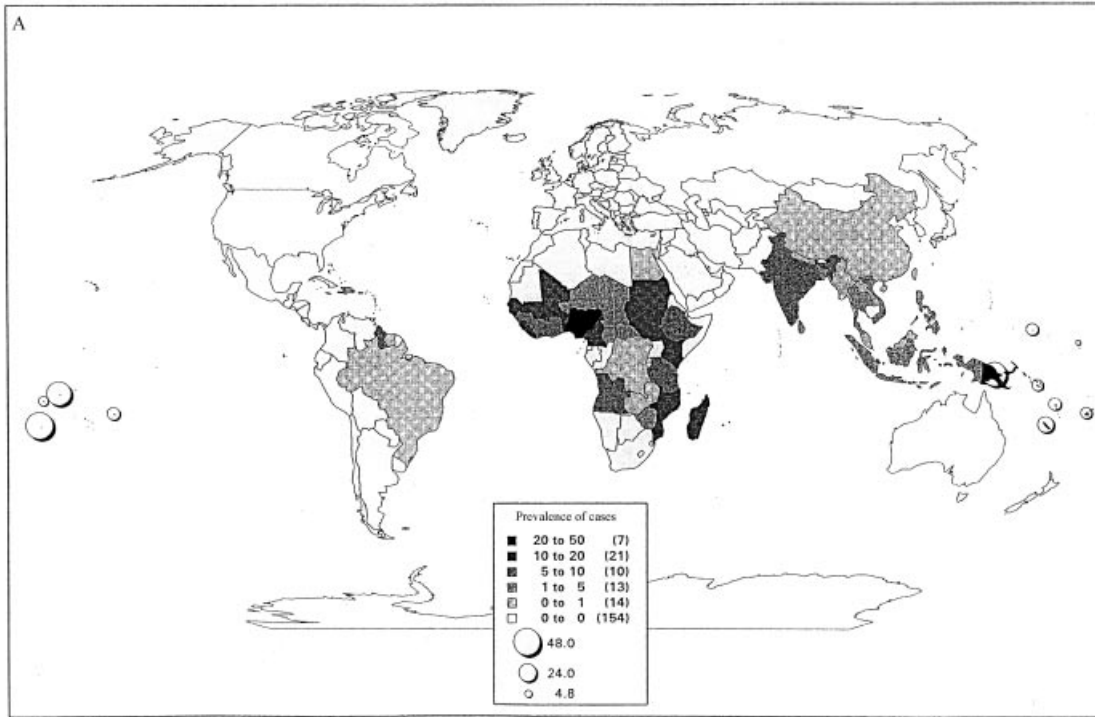 A
Prevalence of cases
20 to 50 (7)
10 to 20 (21)
5 to 10 (10)
1 to 5 (13)
0 to 1 (14)
0 to 0 (154)
48.0
24.0
4.8